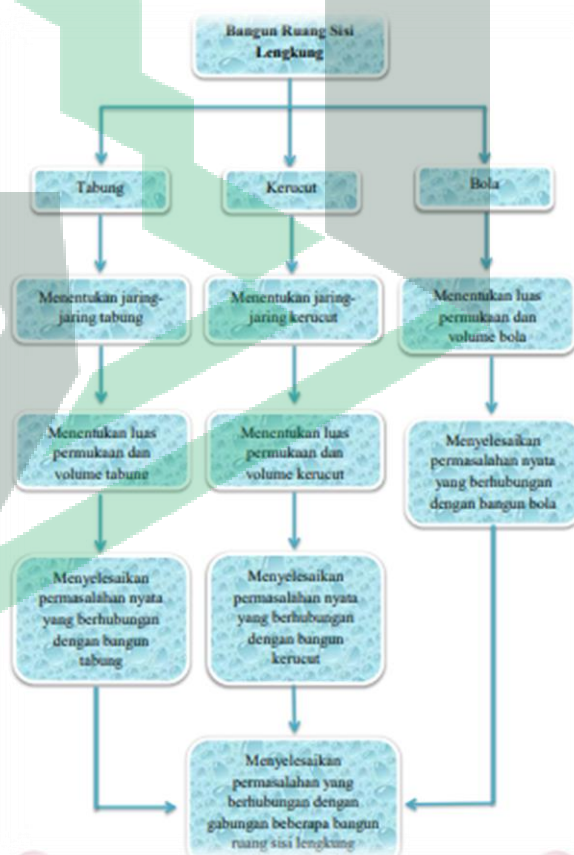 Bangun Ruang Sisi
Lengkung
Tabung
Kerucut
Bola
Menentukan jaring-
jaring tabung
Menentukan jaring-
jaring kerucut
Menentukan luas
permukaan dan
volume bola
Menentukan luas
permukaan dan
volume tabung
Menentukan luas
permukaan dan
volume kerucut
Menyelesaikan
permasalahan nyata
yang berhubungan
dengan bangun bola
Menyelesaikan
permasalahan nyata
yang berhubungan
dengan bangun
tabung
Menyelesaikan
permasalahan nyata
yang berhubungan
dengan bangun
kerucut
Menyelesaikan
permasalahan yang
berhubungan dengan
gabungan beberapa bangun
ruang sisi lengkung